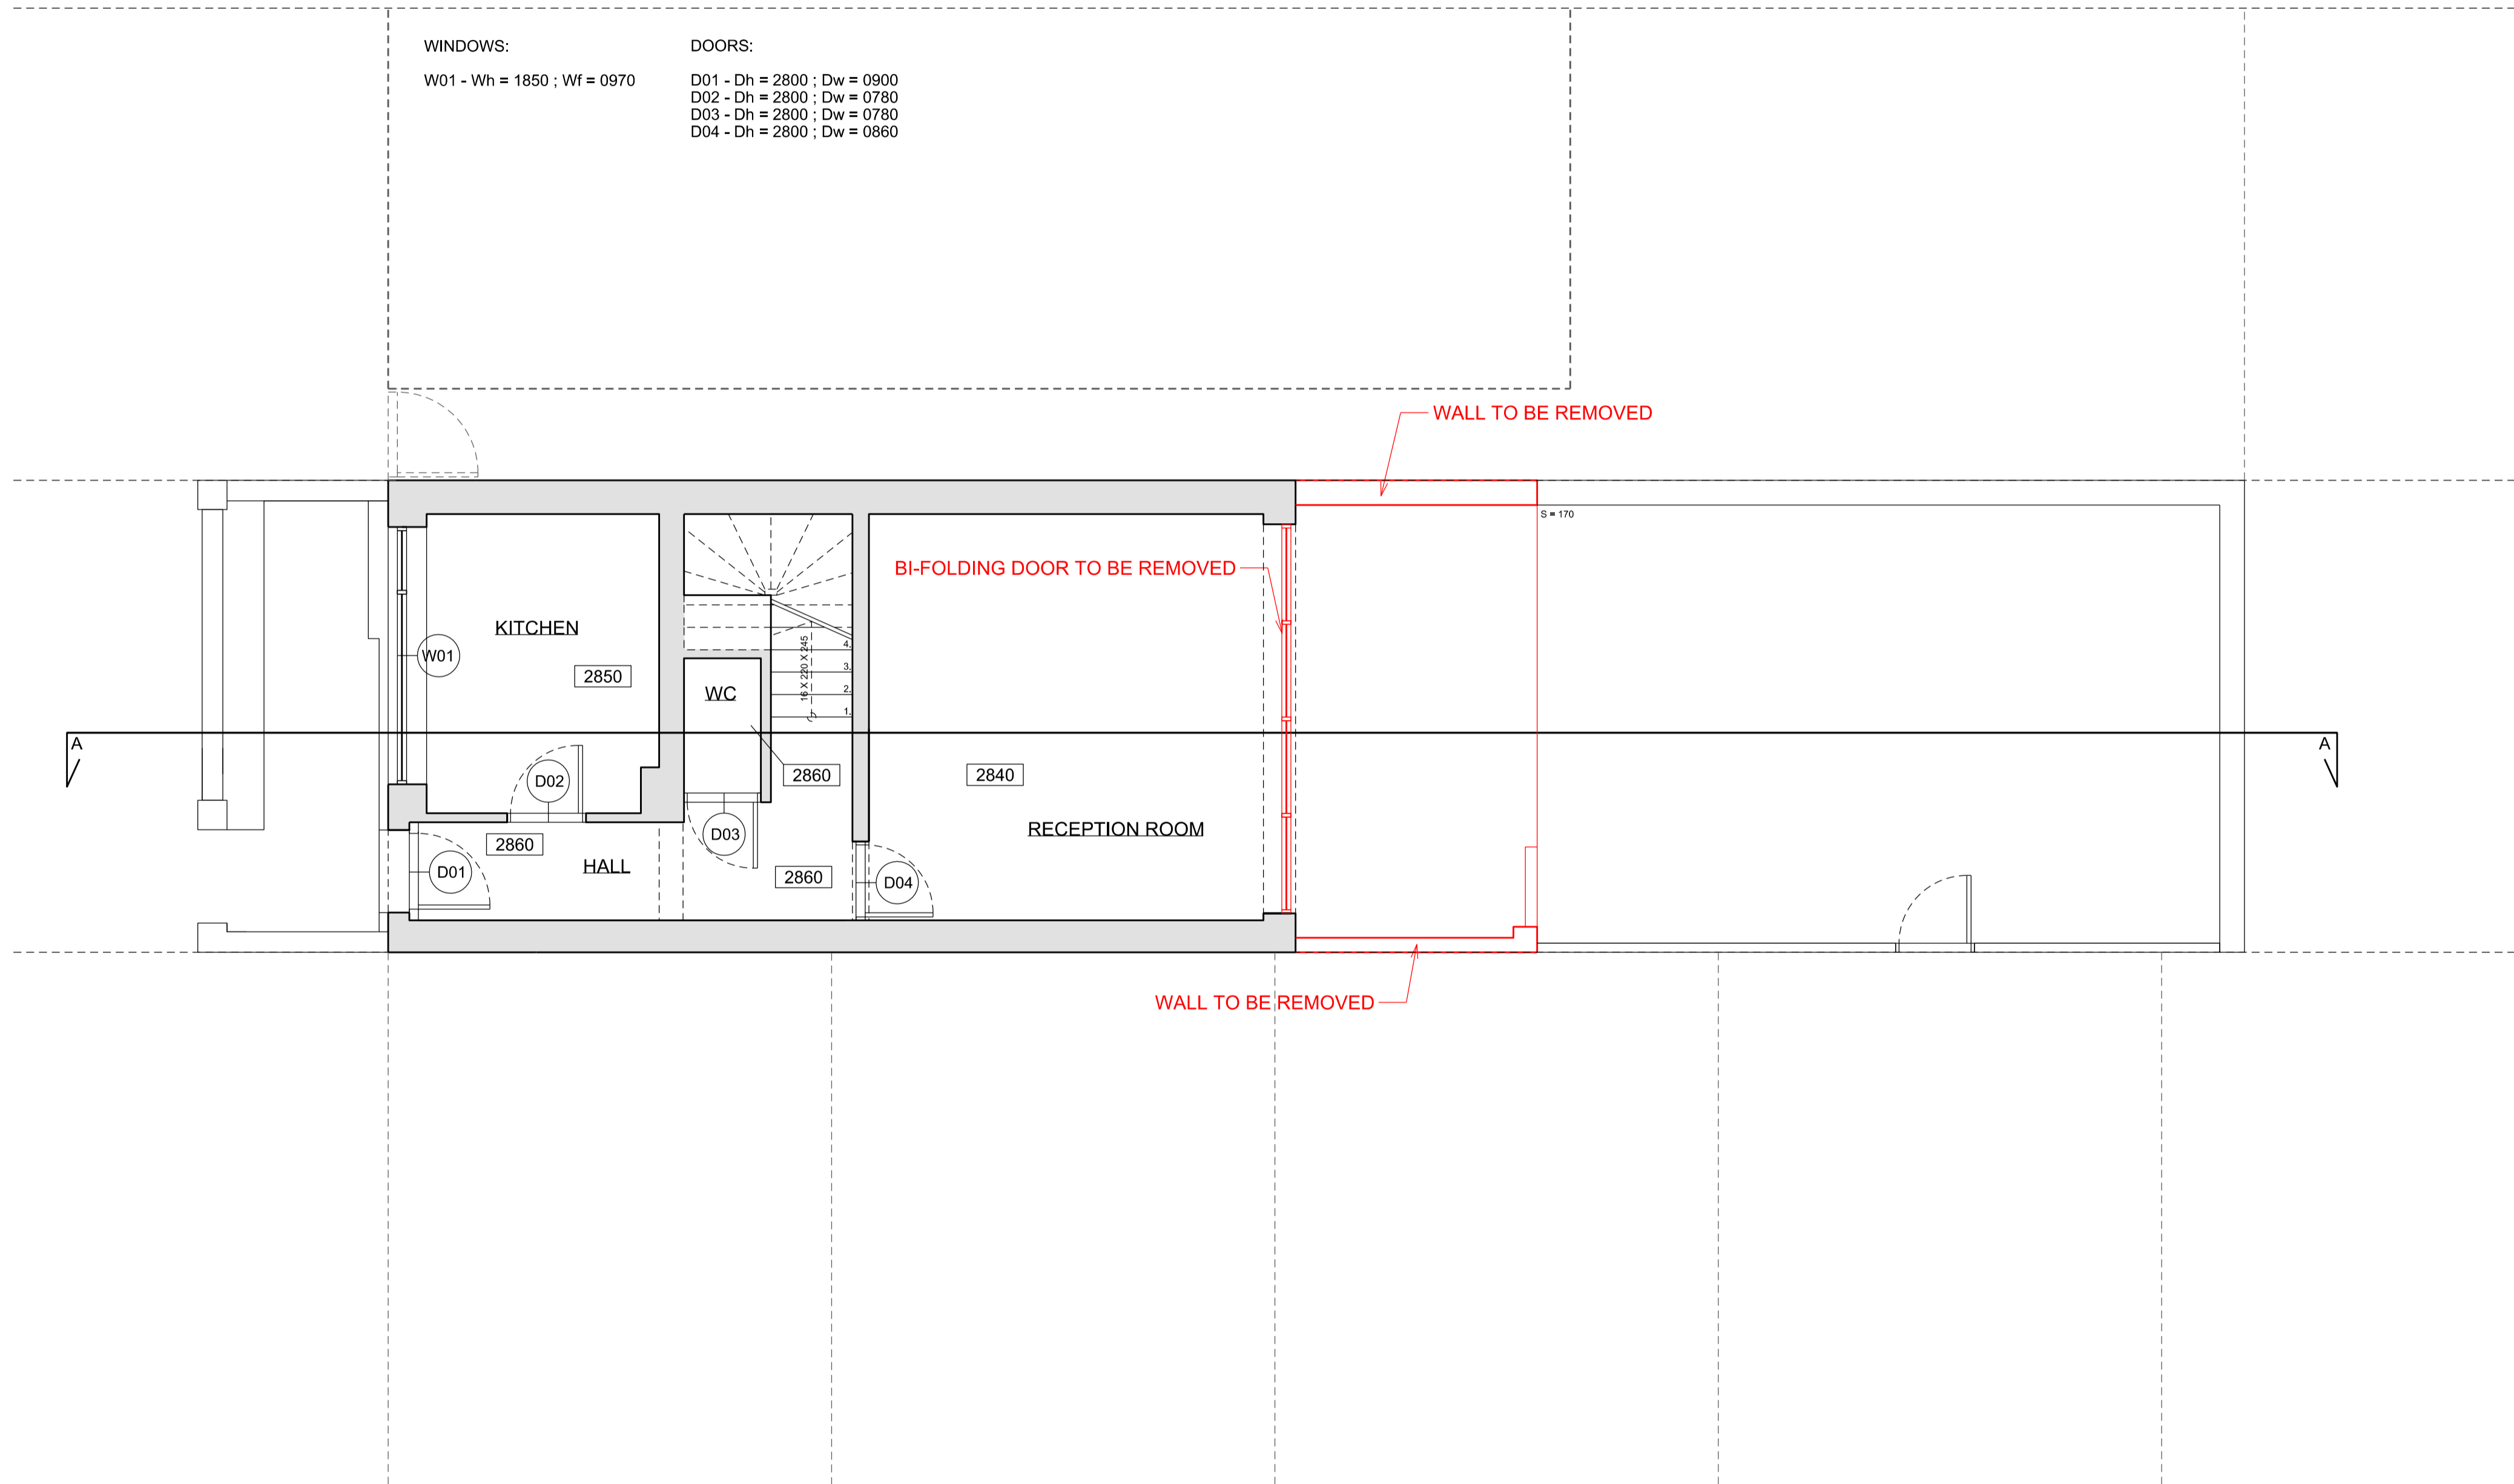 WINDOWS:
W01 - Wh = 1850 ; Wf = 0970
DOORS:
D01 - Dh = 2800 ; Dw = 0900
D02 - Dh = 2800 ; Dw = 0780
D03 - Dh = 2800 ; Dw = 0780
D04 - Dh = 2800 ; Dw = 0860
WALL TO BE REMOVED
S = 170
BI-FOLDING DOOR TO BE REMOVED
KITCHEN
W01
2850
WC
16 X 220 X 245
4.
3.
2.
1.
A
A
D02
2860
2840
D03
RECEPTION ROOM
2860
HALL
D01
2860
D04
WALL TO BE REMOVED